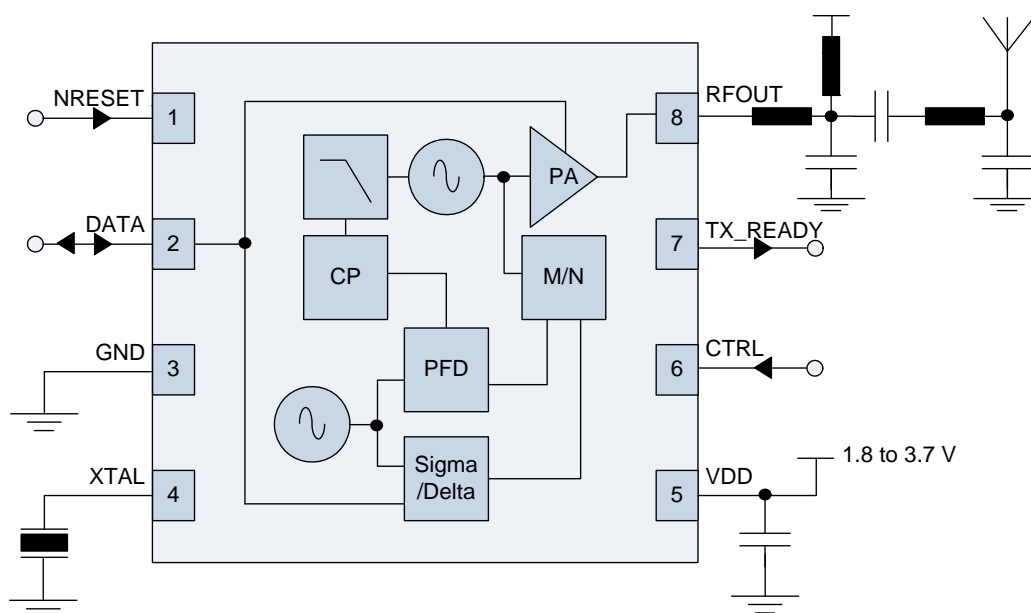 NRESET
1
DATA
2
GND
3
XTAL
4
PA
CP
M/N
PFD
Sigma
/Delta
8
RFOUT
7
TX_READY
6
CTRL
5
VDD
1.8 to 3.7 V